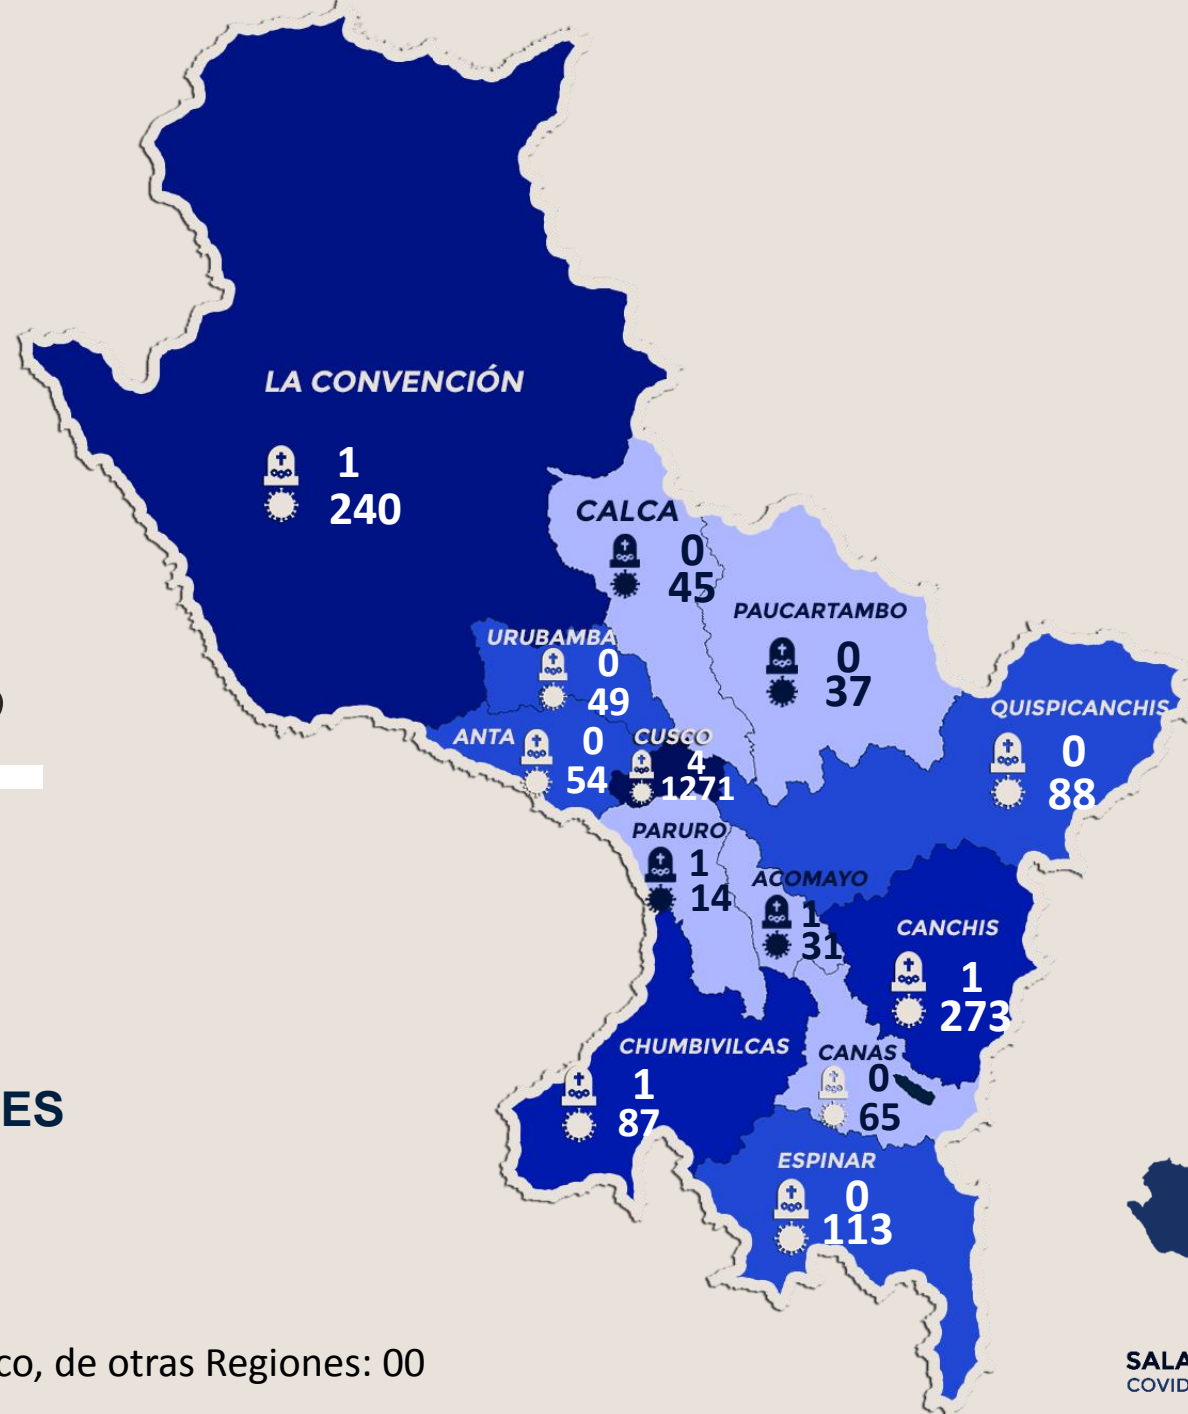 LA CONVENCIÓN
1
240
CALCA
0
45
PAUCARTAMBO
0
37
URUBAMBA
0
49
QUISPICANCHIS
0
88
ANTA
0
54
CUSCO
4
1271
PARURO
1
14
ACOMAYO
1
31
CANCHIS
1
273
CHUMBIVILCAS
1
87
CANAS
0
65
ES
ESPINAR
0
113
co, de otras Regiones: 00
SALA
COVID